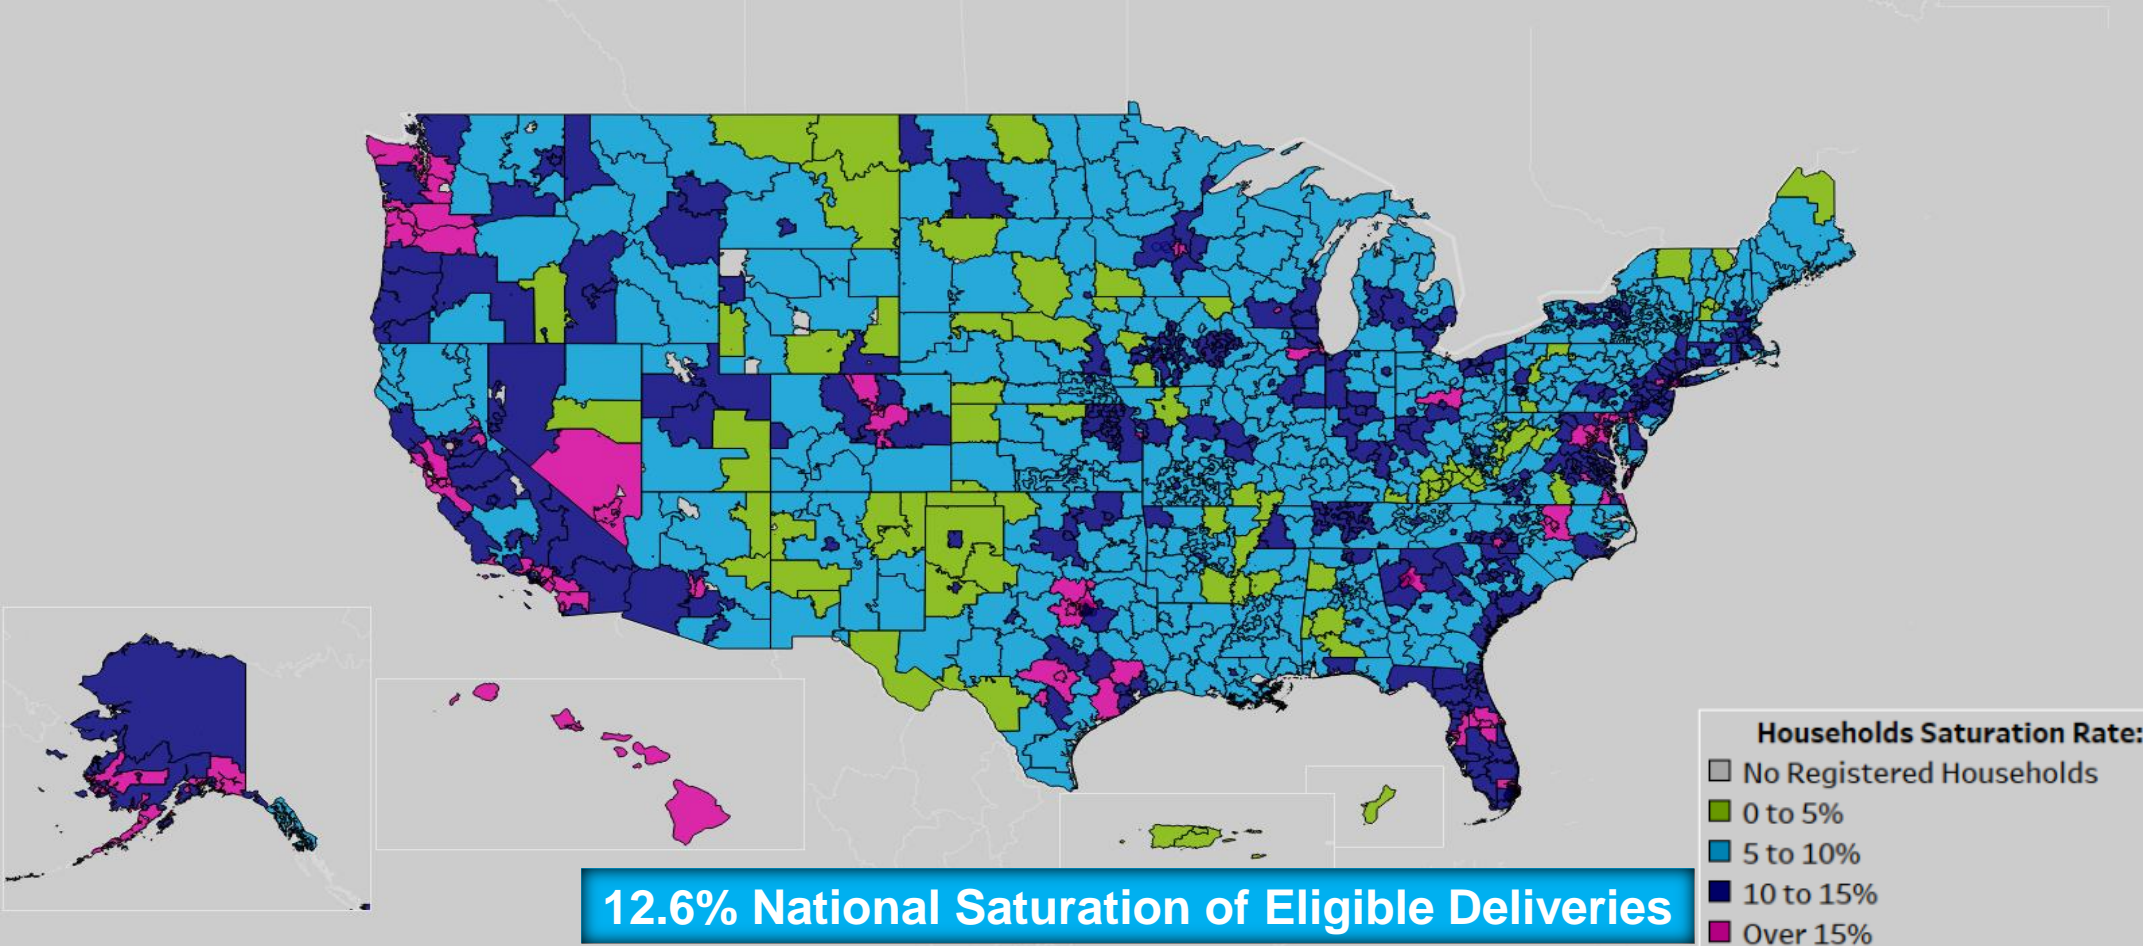 Households Saturation Rate:
No Registered Households
0 to 5%
5 to 10%
10 to 15%
Over 15%
12.6% National Saturation of Eligible Deliveries